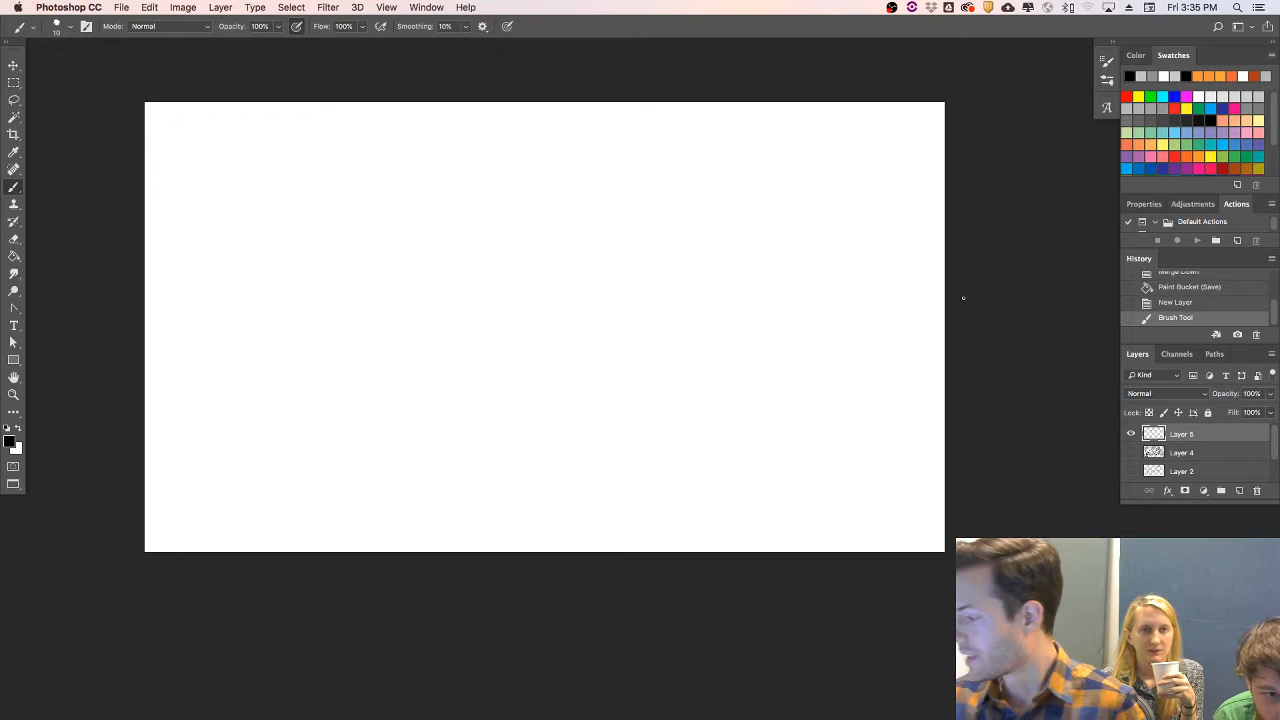 Photoshop CC File Edit Image Layer Type Select Filter 3D View Window Help Fri 3:35 PM
10 Mode: Normal Opacity: 100% Flow: 100% Smoothing: 10%
Color Swatches
Properties Adjustments Actions
Default Actions
History
Merge Down
Paint Bucket (Save)
New Layer
Brush Tool
Layers Channels Paths
Kind
Normal Opacity: 100%
Lock: Fill: 100%
Layer 5
Layer 4
Layer 2